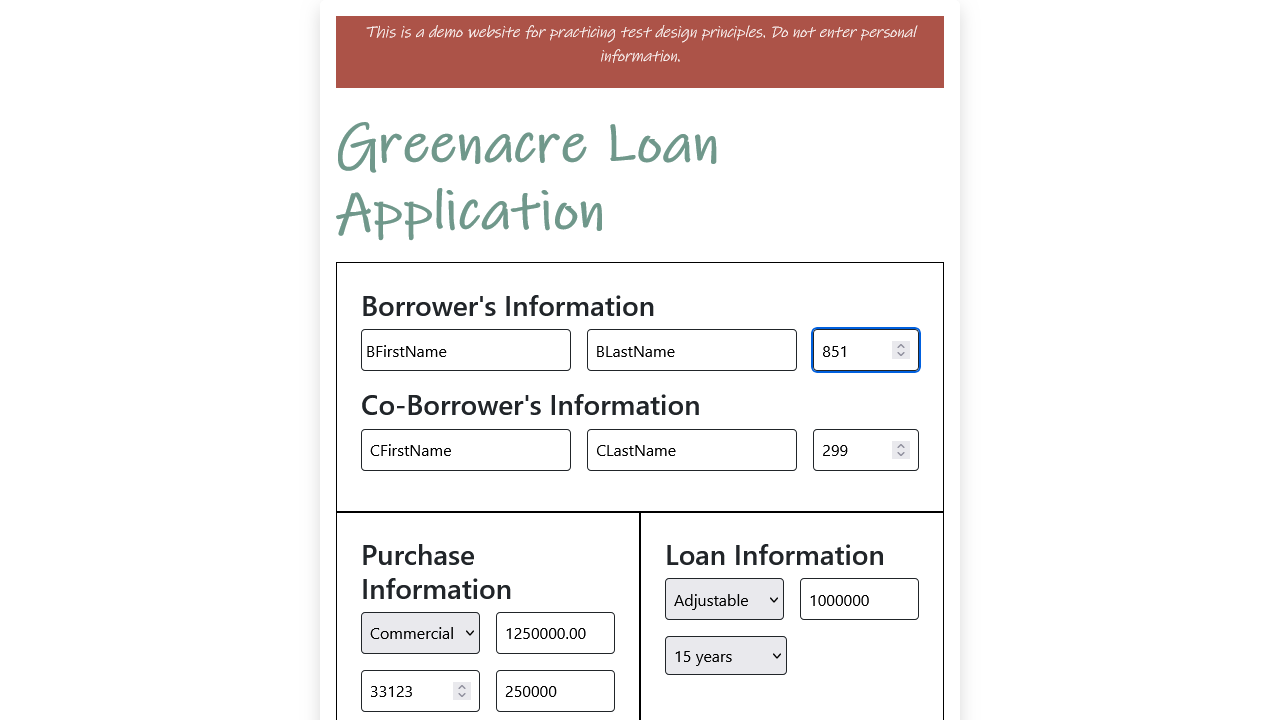 This is a demo website for practicing test design principles. Do not enter personal
information.
Greenacre Loan
Application
Borrower's Information
BFirstName
BLastName
851
Co-Borrower's Information
CFirstName
CLastName
299
Purchase
Information
Commercial
1250000.00
33123
250000
Loan Information
Adjustable
1000000
15 years